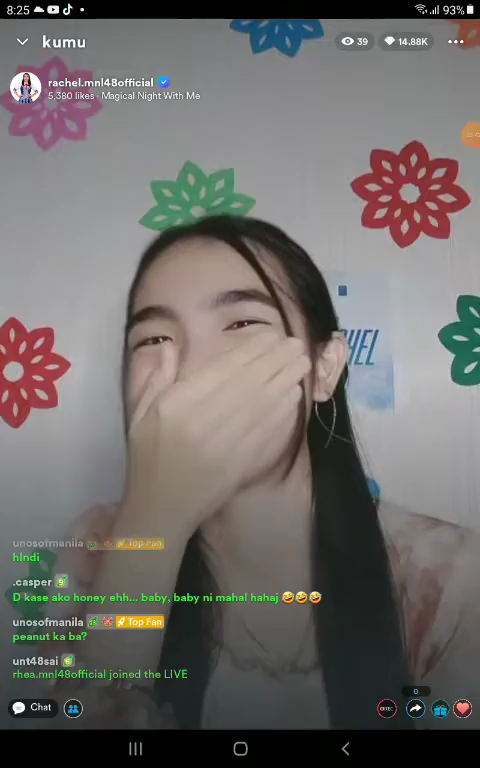 8:25
93%
kumu
39
14.88K
rachel.mnl48official
5,380 likes · Magical Night With Me
HEL
unosofmanila Top Fan
hindi
.casper
D kase ako honey ehh... baby, baby ni mahal hahaj 🤣🤣🤣
unosofmanila Top Fan
peanut ka ba?
unt48sai
rhea.mnl48official joined the LIVE
0
Chat